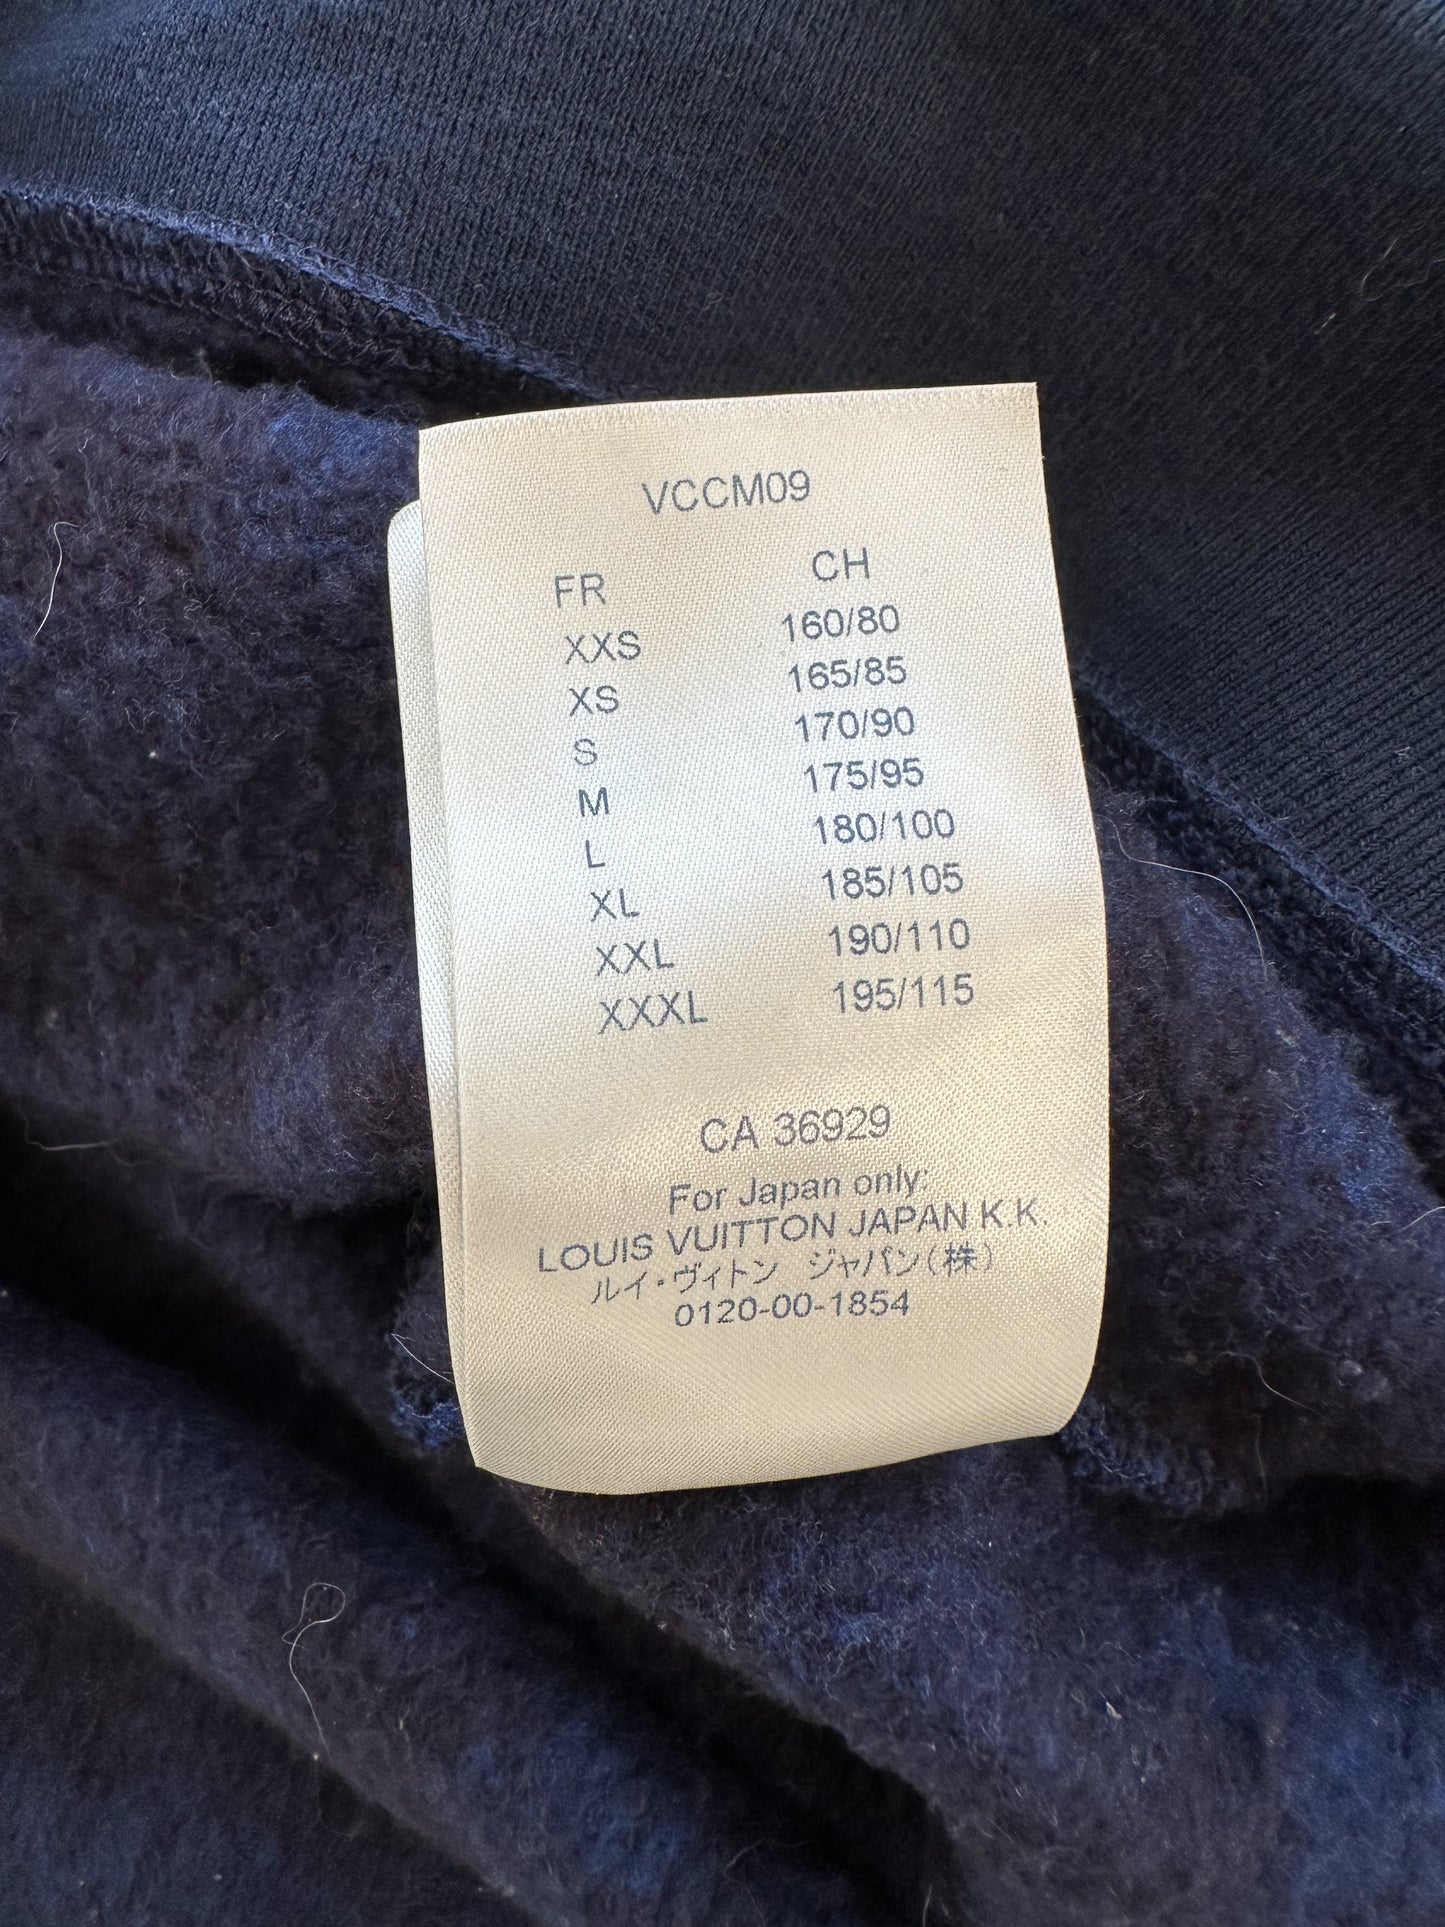 VCCM09
FR CH
XXS 160/80
XS 165/85
S 170/90
M 175/95
L 180/100
XL 185/105
XXL 190/110
XXXL 195/115
CA 36929
For Japan only:
LOUIS VUITTON JAPAN K.K.
ルイ・ヴィトン ジャパン(株)
0120-00-1854